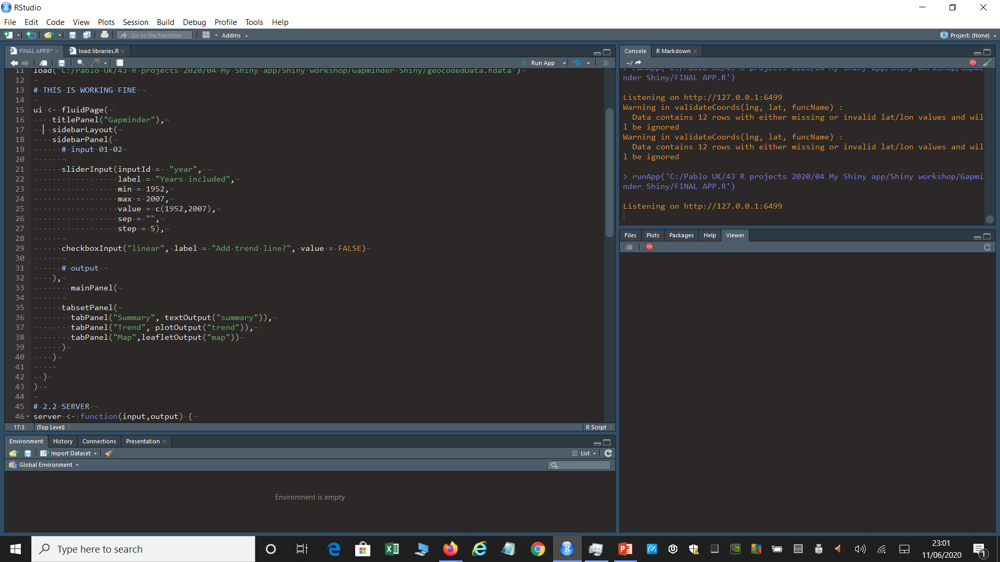 RStudio
File Edit Code View Plots Session Build Debug Profile Tools Help
Go to file/function Addins Project: (None)
FINAL APP.R* load libraries.R
Run App
11 load("C:/Pablo UK/43 R projects 2020/04 My Shiny app/Shiny workshop/Gapminder Shiny/geocodedData.Rdata")
12
13 # THIS IS WORKING FINE
14
15 ui <- fluidPage(
16 titlePanel("Gapminder"),
17 sidebarLayout(
18 sidebarPanel(
19 # input 01-02
20
21 sliderInput(inputId =  "year",
22 label = "Years included",
23 min = 1952,
24 max = 2007,
25 value = c(1952,2007),
26 sep = "",
27 step = 5),
28
29 checkboxInput("linear", label = "Add trend line?", value = FALSE)
30
31 # output
32 ),
33 mainPanel(
34
35 tabsetPanel(
36 tabPanel("Summary", textOutput("summary")),
37 tabPanel("Trend", plotOutput("trend")),
38 tabPanel("Map",leafletOutput("map"))
39 )
40 )
41
42 )
43 )
44
45 # 2.2 SERVER
46 server <- function(input,output) {
17:3 (Top Level) R Script
Environment History Connections Presentation
Import Dataset List
Global Environment
Environment is empty
Console R Markdown
~/
> runApp('C:/Pablo UK/43 R projects 2020/04 My Shiny app/Shiny workshop/Gapmi
nder Shiny/FINAL APP.R')
Listening on http://127.0.0.1:6499
Warning in validateCoords(lng, lat, funcName) :
Data contains 12 rows with either missing or invalid lat/lon values and wil
l be ignored
Warning in validateCoords(lng, lat, funcName) :
Data contains 12 rows with either missing or invalid lat/lon values and wil
l be ignored
> runApp('C:/Pablo UK/43 R projects 2020/04 My Shiny app/Shiny workshop/Gapmi
nder Shiny/FINAL APP.R')
Listening on http://127.0.0.1:6499
Files Plots Packages Help Viewer
Type here to search
23:01
11/06/2020
1